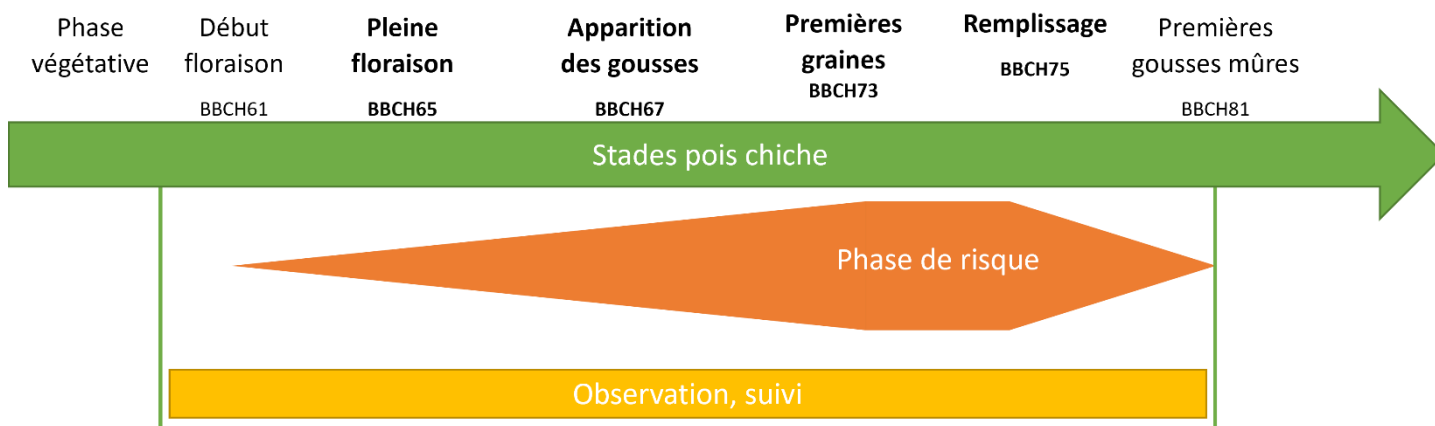 Phase
végétative
Début
floraison
BBCH61
Pleine
floraison
BBCH65
Apparition
des gousses
BBCH67
Premières
graines
BBCH73
Remplissage
BBCH75
Premières
gousses mûres
BBCH81
Stades pois chiche
Phase de risque
Observation, suivi